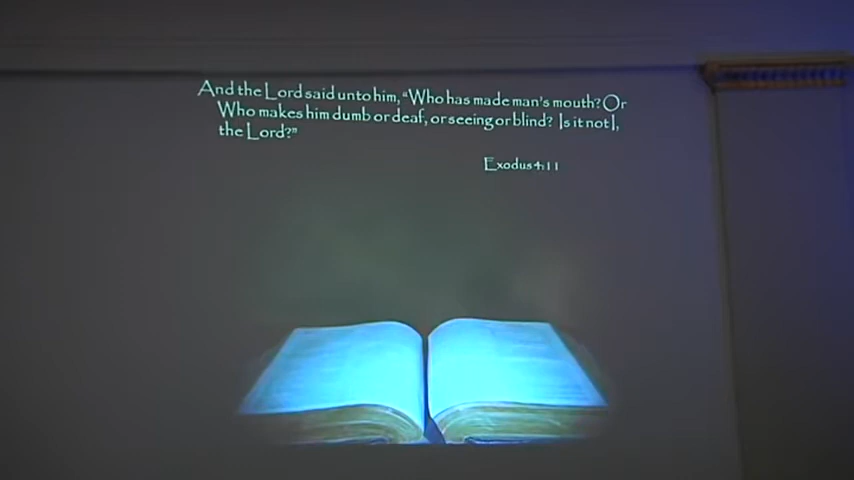 And the Lord said unto him, "Who has made man's mouth? Or
Who makes him dumb or deaf, or seeing or blind? Is it not I,
the Lord?"
Exodus 4:11